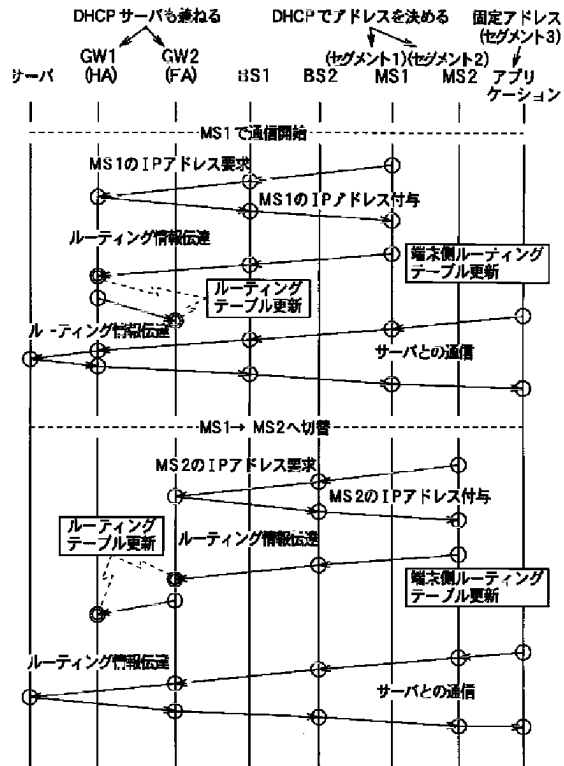 DHCPサーバも兼ねる
DHCPでアドレスを決める
固定アドレス
(セグメント3)
GW1
(HA)
GW2
(FA)
(セグメント1)(セグメント2)
サーバ
BS1
BS2
MS1
MS2
アプリ
ケーション
MS1で通信開始
MS1のIPアドレス要求
MS1のIPアドレス付与
ルーティング情報伝達
端末側ルーティング
テーブル更新
ルーティング
テーブル更新
ルーティング情報伝達
サーバとの通信
MS1→MS2へ切替
MS2のIPアドレス要求
MS2のIPアドレス付与
ルーティング
テーブル更新
ルーティング情報伝達
端末側ルーティング
テーブル更新
ルーティング情報伝達
サーバとの通信